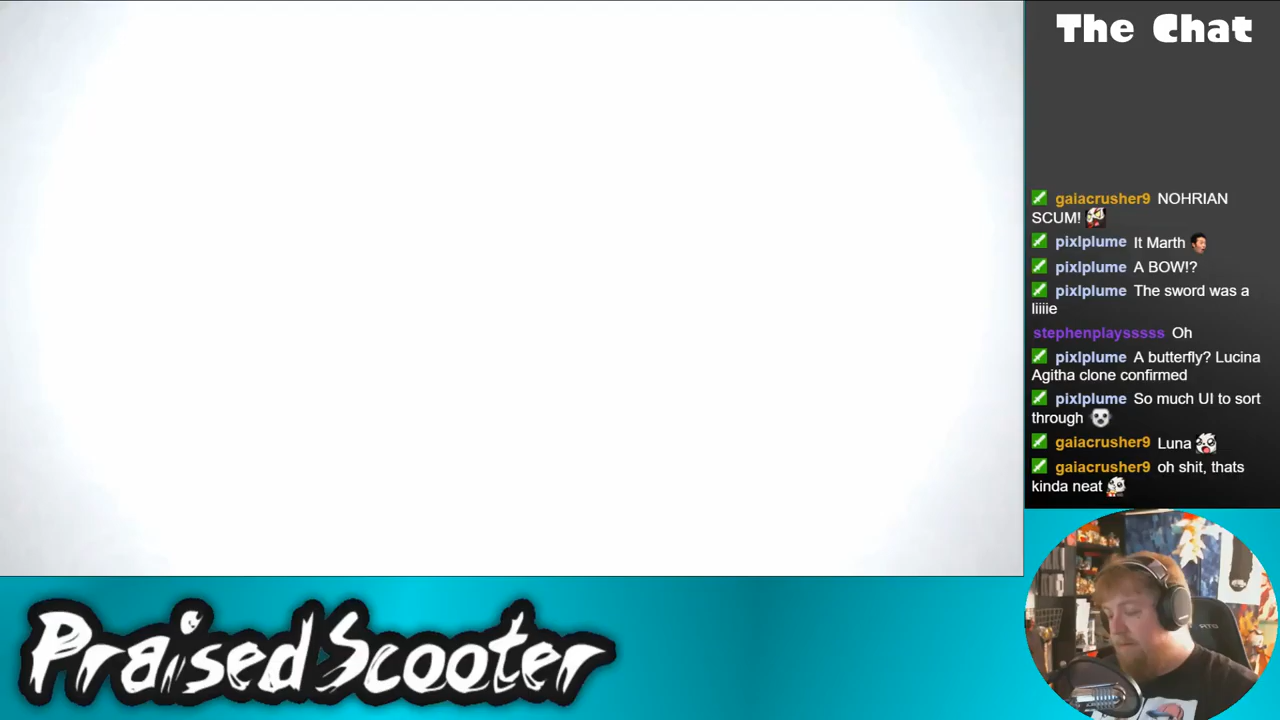 The Chat
gaiacrusher9 NOHRIAN
SCUM!
pixlplume It Marth
pixlplume A BOW!?
pixlplume The sword was a
liiiie
stephenplaysssss Oh
pixlplume A butterfly? Lucina
Agitha clone confirmed
pixlplume So much UI to sort
through
gaiacrusher9 Luna
gaiacrusher9 oh shit, thats
kinda neat
PraisedScooter